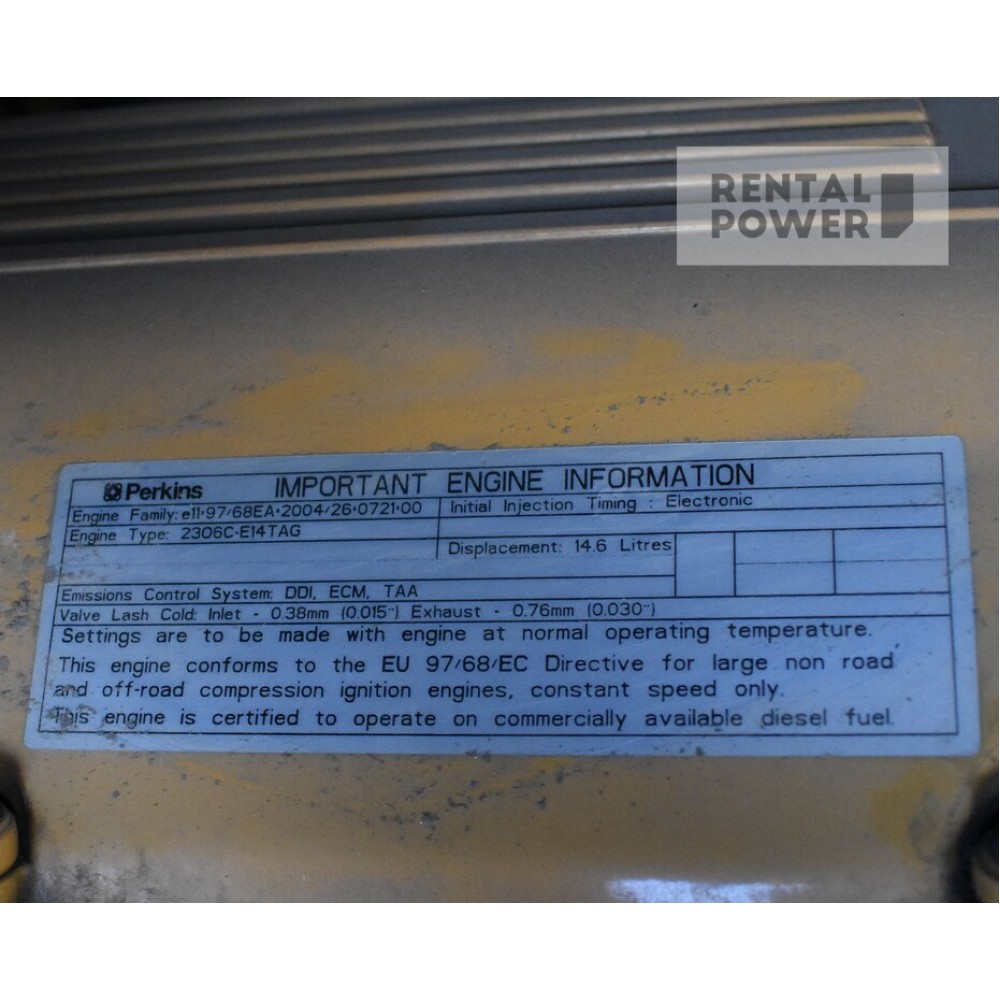 RENTAL
POWER
Perkins IMPORTANT ENGINE INFORMATION
Engine Family: e11*97/68EA*2004/26*0721*00 Initial Injection Timing : Electronic
Engine Type: 2306C-E14TAG
Displacement: 14.6 Litres
Emissions Control System: DDI, ECM, TAA
Valve Lash Cold: Inlet - 0.38mm (0.015") Exhaust - 0.76mm (0.030")
Settings are to be made with engine at normal operating temperature.
This engine conforms to the EU 97/68/EC Directive for large non road
and off-road compression ignition engines, constant speed only.
This engine is certified to operate on commercially available diesel fuel.